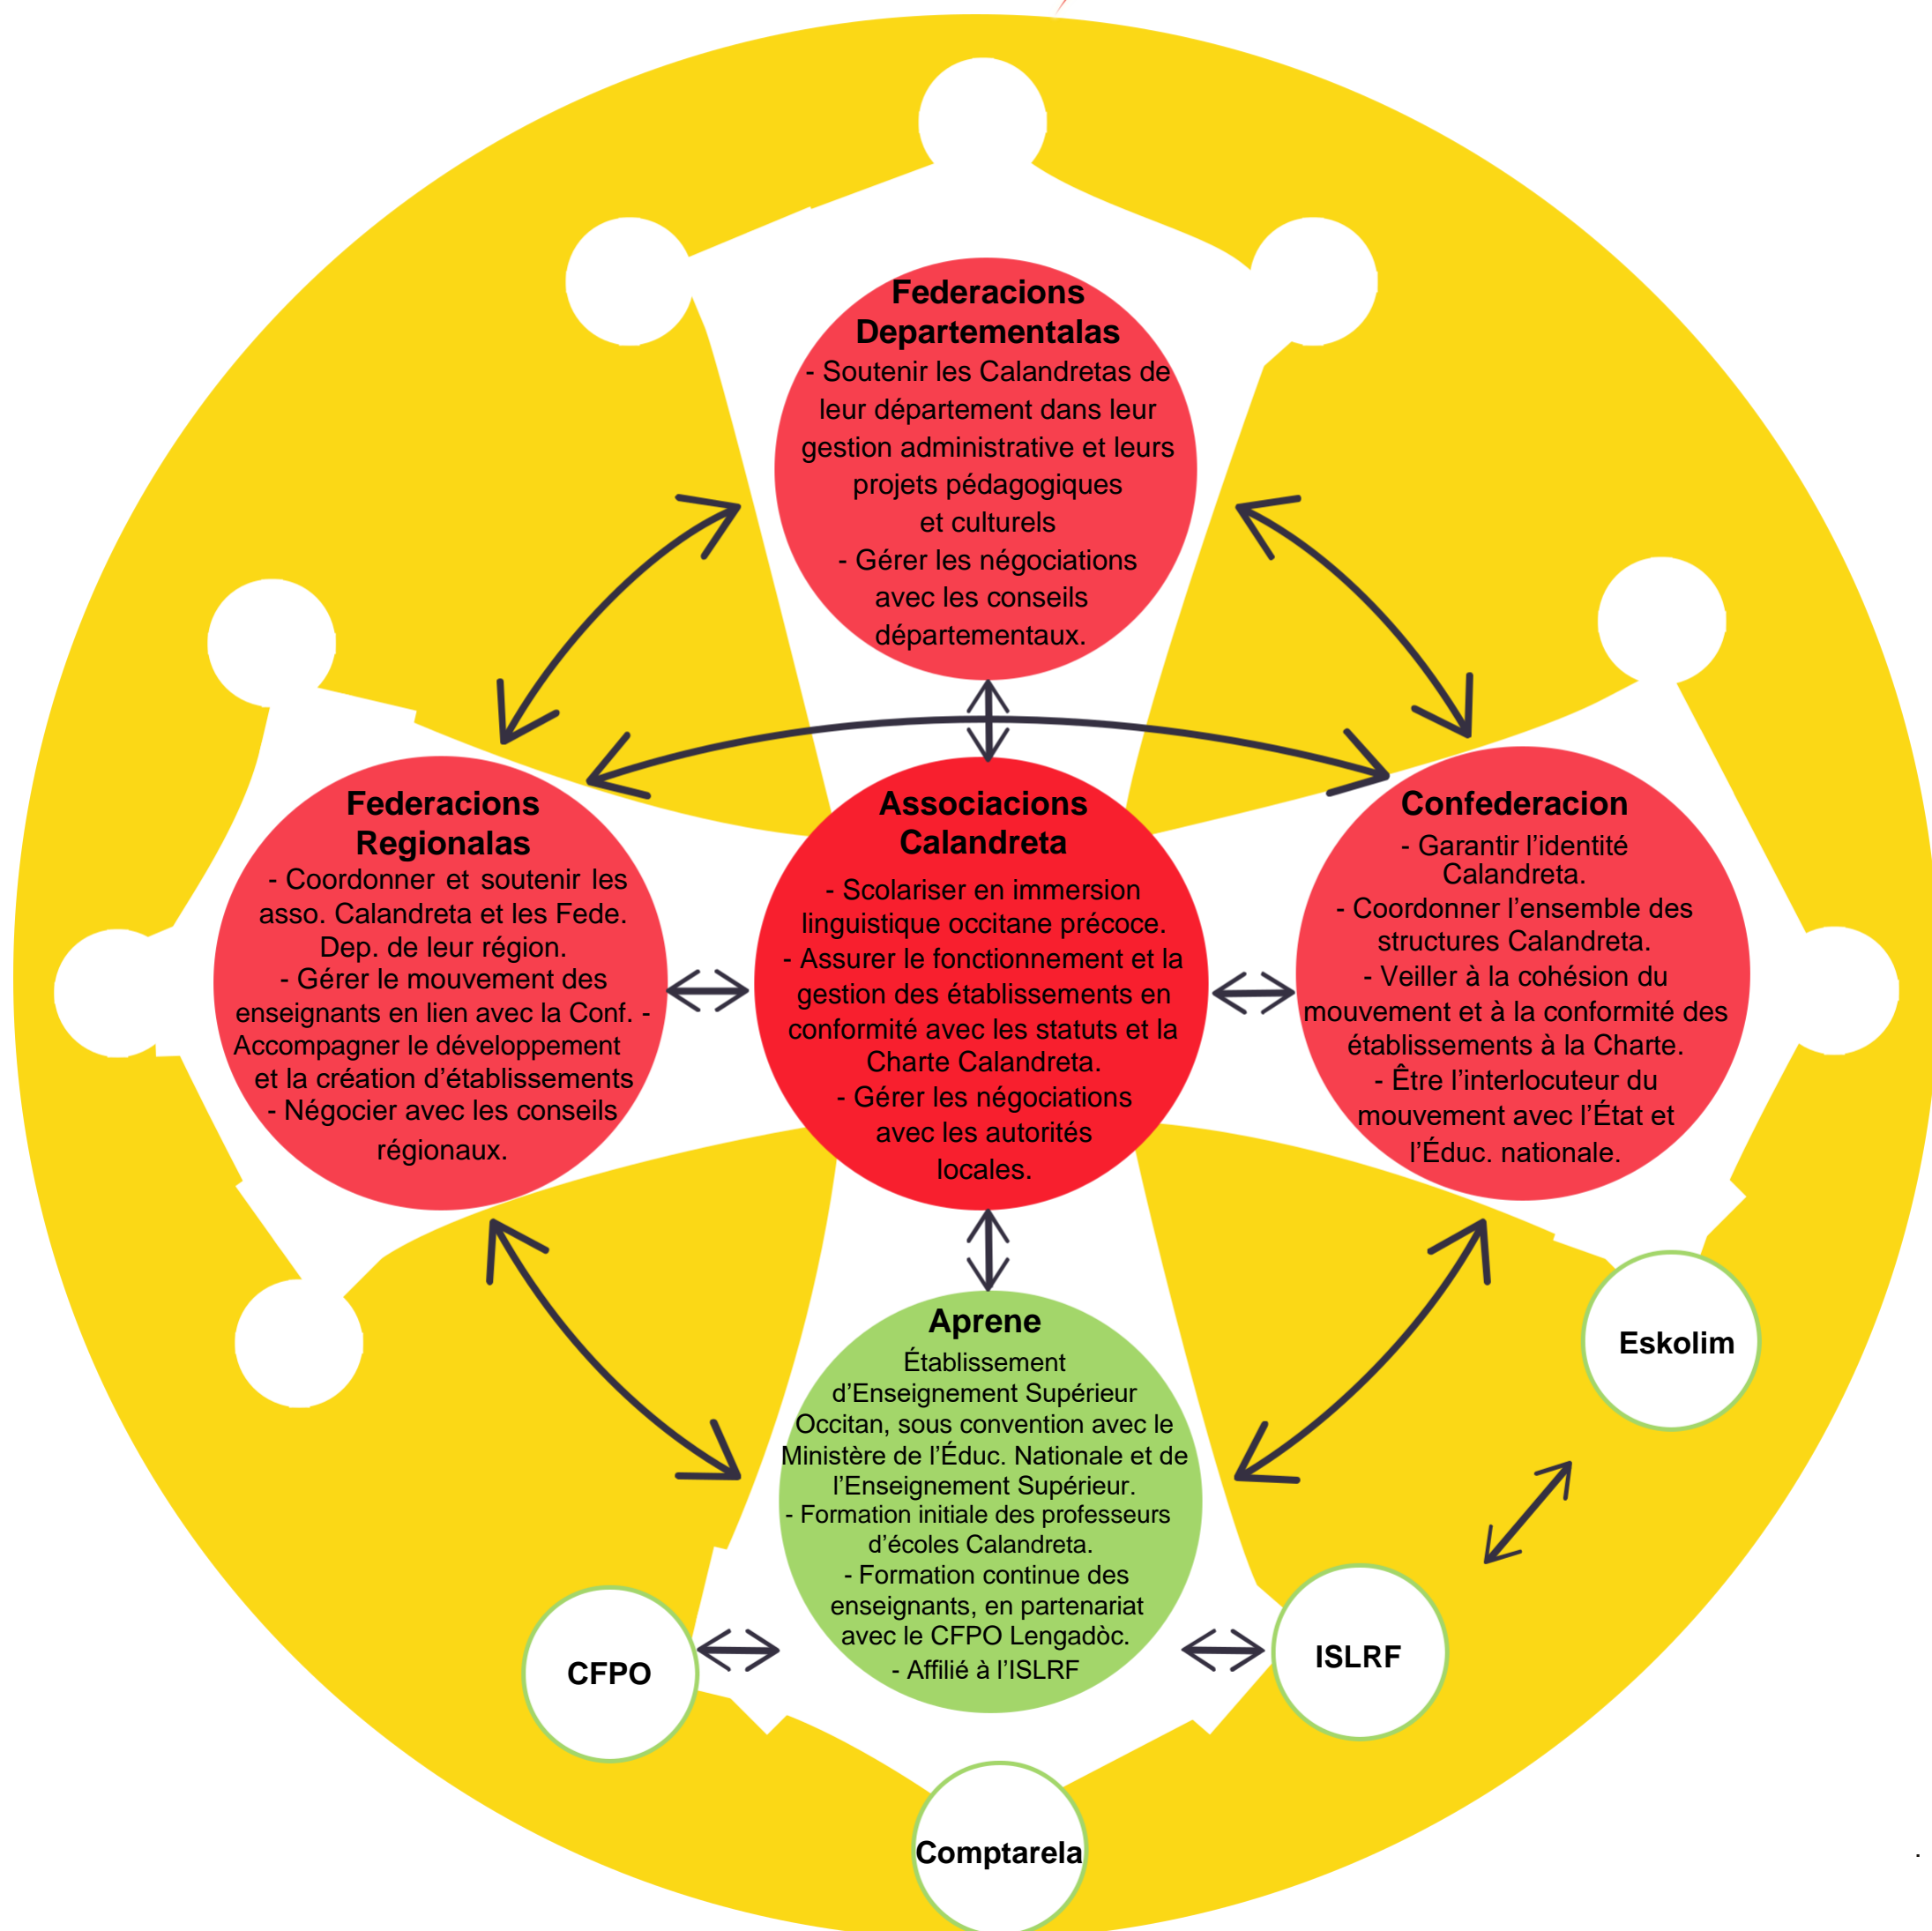 Federacions
Departementalas
- Soutenir les Calandretas de
leur département dans leur
gestion administrative et leurs
projets pédagogiques
et culturels
- Gérer les négociations
avec les conseils
départementaux.
Federacions
Regionalas
- Coordonner et soutenir les
asso. Calandreta et les Fede.
Dep. de leur région.
- Gérer le mouvement des
enseignants en lien avec la Conf. -
Accompagner le développement
et la création d’établissements
- Négocier avec les conseils
régionaux.
Associacions
Calandreta
- Scolariser en immersion
linguistique occitane précoce.
- Assurer le fonctionnement et la
gestion des établissements en
conformité avec les statuts et la
Charte Calandreta.
- Gérer les négociations
avec les autorités
locales.
Confederacion
- Garantir l’identité
Calandreta.
- Coordonner l’ensemble des
structures Calandreta.
- Veiller à la cohésion du
mouvement et à la conformité des
établissements à la Charte.
- Être l’interlocuteur du
mouvement avec l’État et
l’Éduc. nationale.
Aprene
Établissement
d’Enseignement Supérieur
Occitan, sous convention avec le
Ministère de l’Éduc. Nationale et de
l’Enseignement Supérieur.
- Formation initiale des professeurs
d’écoles Calandreta.
- Formation continue des
enseignants, en partenariat
avec le CFPO Lengadòc.
- Affilié à l’ISLRF
Eskolim
CFPO
ISLRF
Comptarela
.